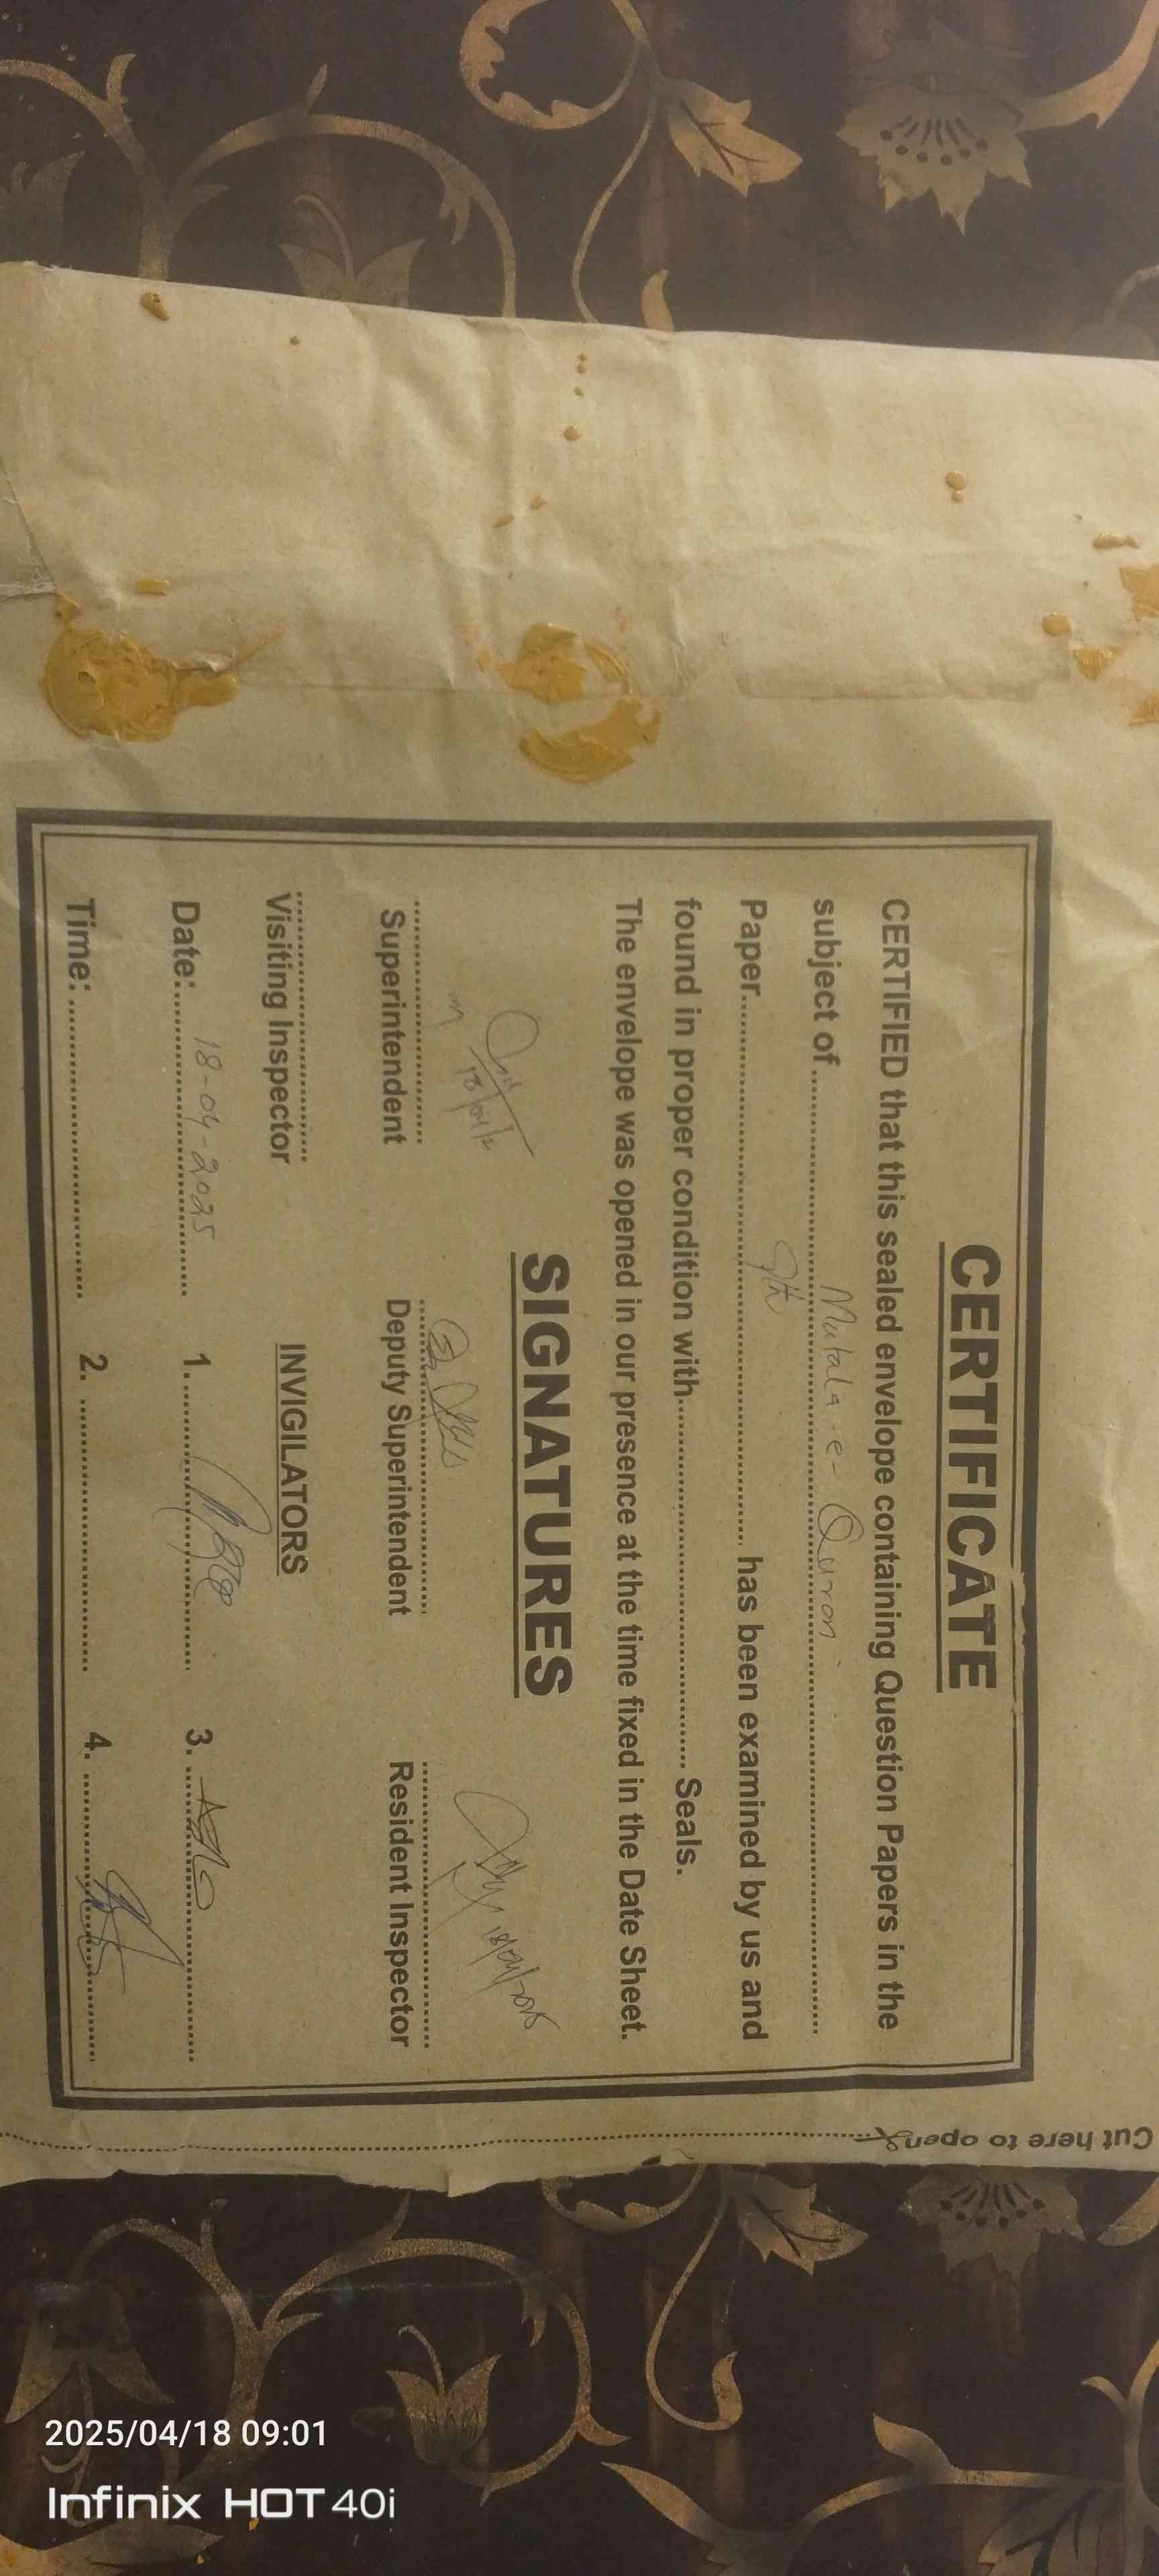 CERTIFICATE
CERTIFIED that this sealed envelope containing Question Papers in the
subject of .................... Mutala-e-Quran ....................
Paper.................... 9th .................... has been examined by us and
found in proper condition with.................... Seals.
The envelope was opened in our presence at the time fixed in the Date Sheet.
SIGNATURES
18/04/2025
Superintendent Deputy Superintendent Resident Inspector
Visiting Inspector INVIGILATORS
Date:.... 18-04-2025 .... 1. .................... 3. ....................
Time: .................... 2. .................... 4. ....................
Cut here to open
2025/04/18 09:01
Infinix HOT 40i